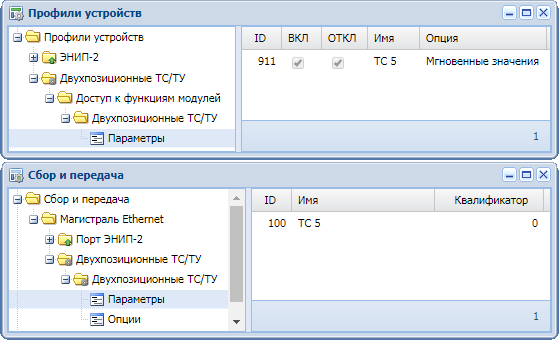 Профили устройств
Профили устройств
ЭНИП-2
Двухпозиционные ТС/ТУ
Доступ к функциям модулей
Двухпозиционные ТС/ТУ
Параметры
ID ВКЛ ОТКЛ Имя Опция
911 ТС 5 Мгновенные значения
1
Сбор и передача
Сбор и передача
Магистраль Ethernet
Порт ЭНИП-2
Двухпозиционные ТС/ТУ
Двухпозиционные ТС/ТУ
Параметры
Опции
ID Имя Квалификатор
100 ТС 5 0
1